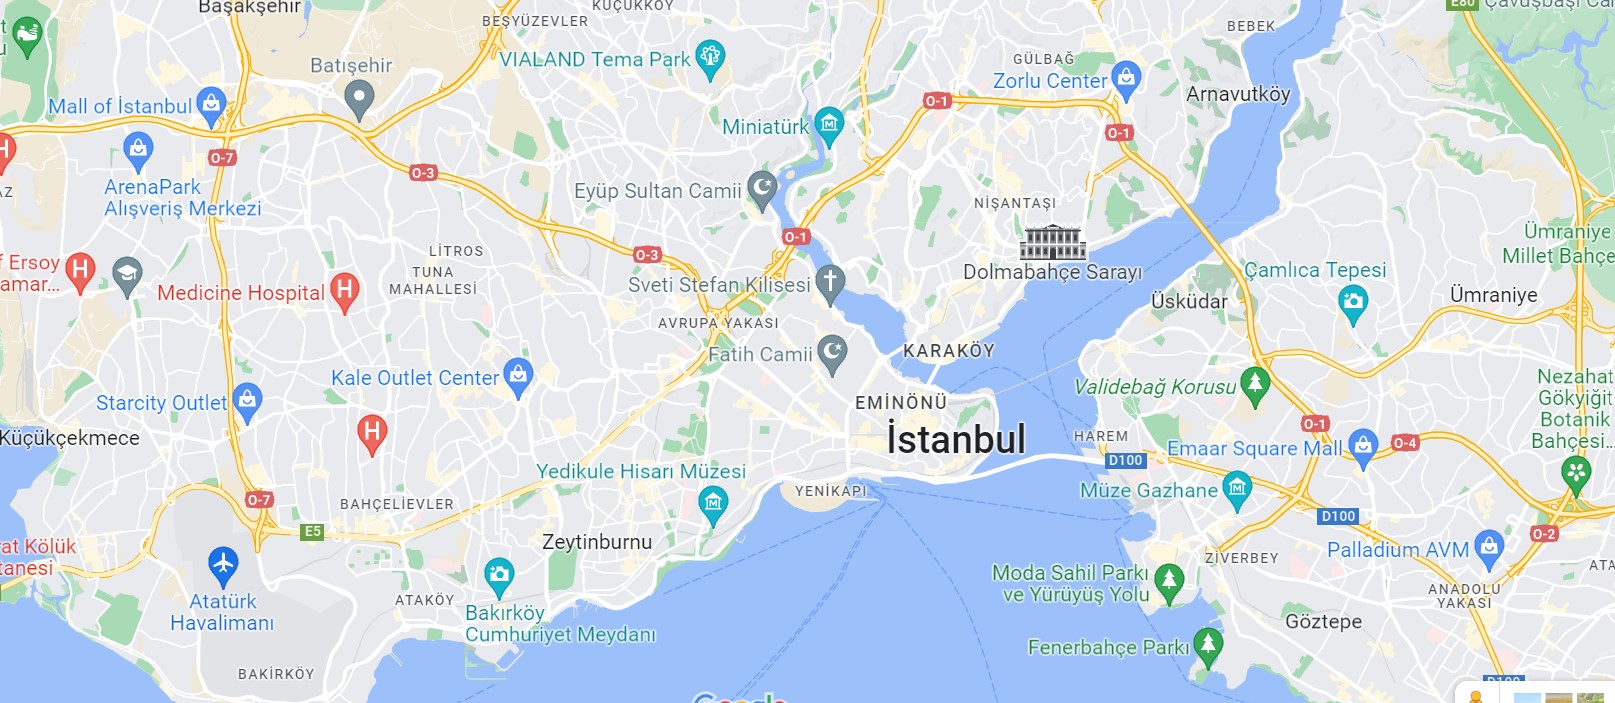 Başakşehir
BEŞYÜZEVLER
KÜÇÜKKÖY
E80
Çavuşbaşı Ca
BEBEK
Batışehir
VIALAND Tema Park
GÜLBAĞ
Zorlu Center
Arnavutköy
Mall of İstanbul
O-1
Miniatürk
O-1
O-7
O-3
ArenaPark
Alışveriş Merkezi
Eyüp Sultan Camii
NİŞANTAŞI
AZ
LİTROS
O-3
O-1
Ümraniye
Millet Bahçe
f Ersoy
amar...
H
TUNA
MAHALLESİ
Medicine Hospital
H
Sveti Stefan Kilisesi
Dolmabahçe Sarayı
Çamlıca Tepesi
Üsküdar
Ümraniye
AVRUPA YAKASI
Fatih Camii
KARAKÖY
Kale Outlet Center
Validebağ Korusu
Nezahat
Gökyiğit
Botanik
Bahçesi...
Starcity Outlet
EMİNÖNÜ
İstanbul
Küçükçekmece
H
HAREM
O-1
O-4
Emaar Square Mall
D100
Yedikule Hisarı Müzesi
YENİKAPI
Müze Gazhane
O-7
BAHÇELİEVLER
D100
E5
Zeytinburnu
O-2
rat Kölük
tanesi
ZİVERBEY
Palladium AVM
ATA
Atatürk
Havalimanı
ATAKÖY
Bakırköy
Cumhuriyet Meydanı
Moda Sahil Parkı
ve Yürüyüş Yolu
ANADOLU
YAKASI
Göztepe
Fenerbahçe Parkı
BAKIRKÖY
D100
Google